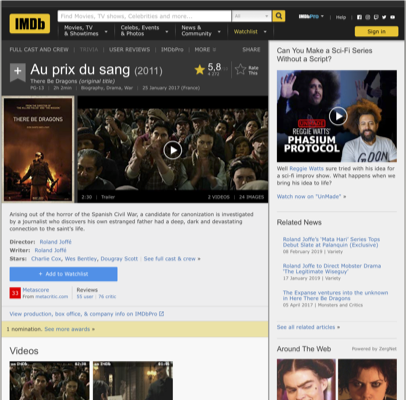 IMDb
Find Movies, TV shows, Celebrities and more...
All
IMDbPro
Help
Movies, TV & Showtimes
Celebs, Events & Photos
News & Community
Watchlist
Sign in
FULL CAST AND CREW | TRIVIA | USER REVIEWS | IMDbPro | MORE
SHARE
Au prix du sang (2011)
There Be Dragons (original title)
PG-13 | 2h 2min | Biography, Drama, War | 25 January 2017 (France)
5,8
Rate This
THERE BE DRAGONS
2:30 | Trailer
2 VIDEOS | 24 IMAGES
Arising out of the horror of the Spanish Civil War, a candidate for canonization is investigated
by a journalist who discovers his own estranged father had a deep, dark and devastating
connection to the saint's life.
Director: Roland Joffé
Writer: Roland Joffé
Stars: Charlie Cox, Wes Bentley, Dougray Scott | See full cast & crew »
+ Add to Watchlist
Metascore
From metacritic.com
Reviews
55 user | 76 critic
View production, box office, & company info on IMDbPro
1 nomination. See more awards »
Videos
Can You Make a Sci-Fi Series
Without a Script?
REGGIE WATTS'
PHASIUM
PROTOCOL
Well Reggie Watts sure tried with his idea for
a sci-fi improv show. What happens when we
bring his idea to life?
Watch now on "UnMade" »
Related News
Roland Joffe's 'Mata Hari' Series Tops
Debut Slate at Palanquin (Exclusive)
08 February 2019 | Variety
Roland Joffe to Direct Mobster Drama
'The Legitimate Wiseguy'
17 January 2019 | Variety
The Expanse ventures into the unknown
in Here There Be Dragons
05 April 2017 | Monsters and Critics
See all related articles »
Around The Web
Powered by ZergNet